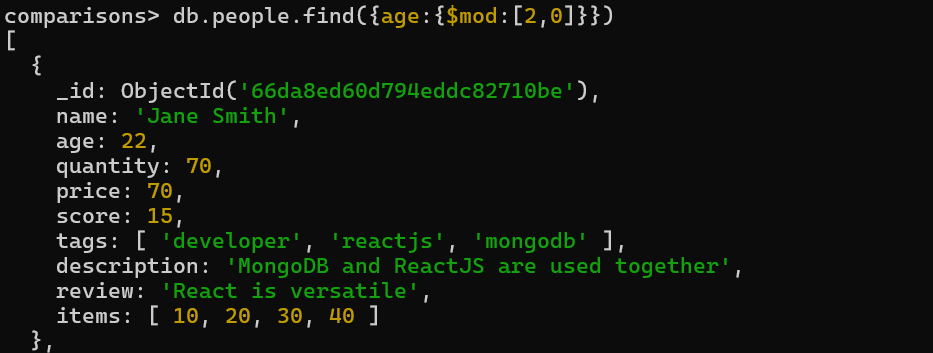 comparisons> db.people.find({age:{$mod:[2,0]}})
[
  {
    _id: ObjectId('66da8ed60d794eddc82710be'),
    name: 'Jane Smith',
    age: 22,
    quantity: 70,
    price: 70,
    score: 15,
    tags: [ 'developer', 'reactjs', 'mongodb' ],
    description: 'MongoDB and ReactJS are used together',
    review: 'React is versatile',
    items: [ 10, 20, 30, 40 ]
  },